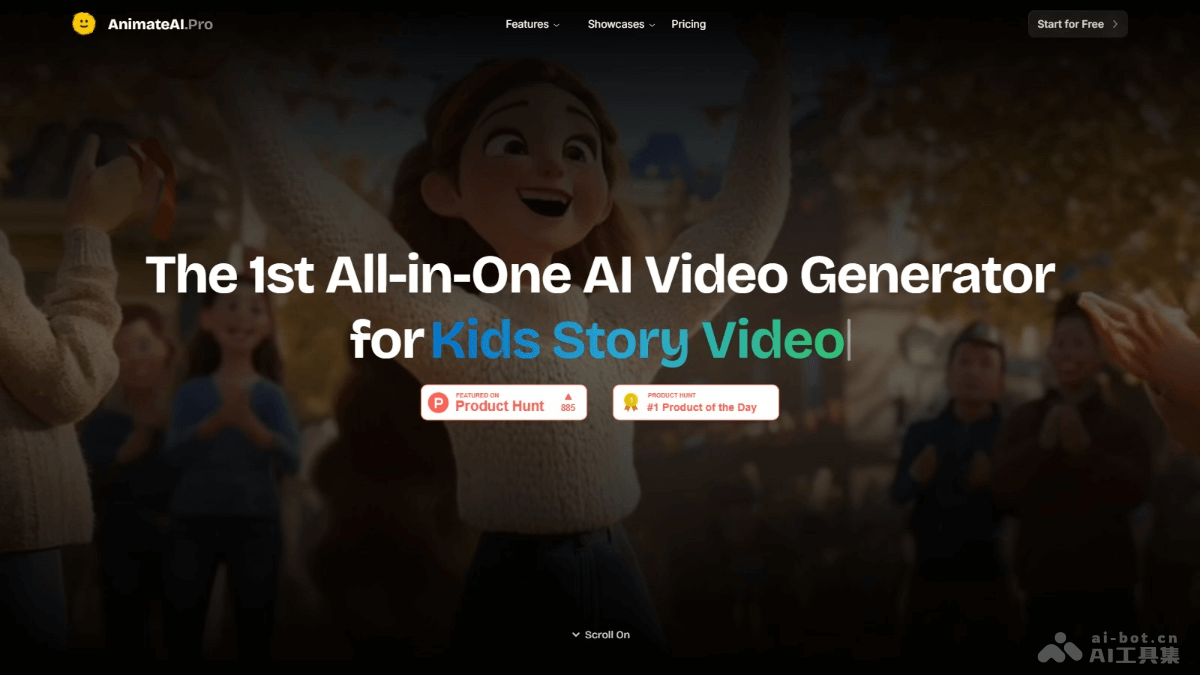 AnimateAI.Pro
Features
Showcases
Pricing
Start for Free
The 1st All-in-One AI Video Generator
for Kids Story Video
P
FEATURED ON
Product Hunt
885
1
PRODUCT HUNT
#1 Product of the Day
Scroll On
ai-bot.cn
AI工具集